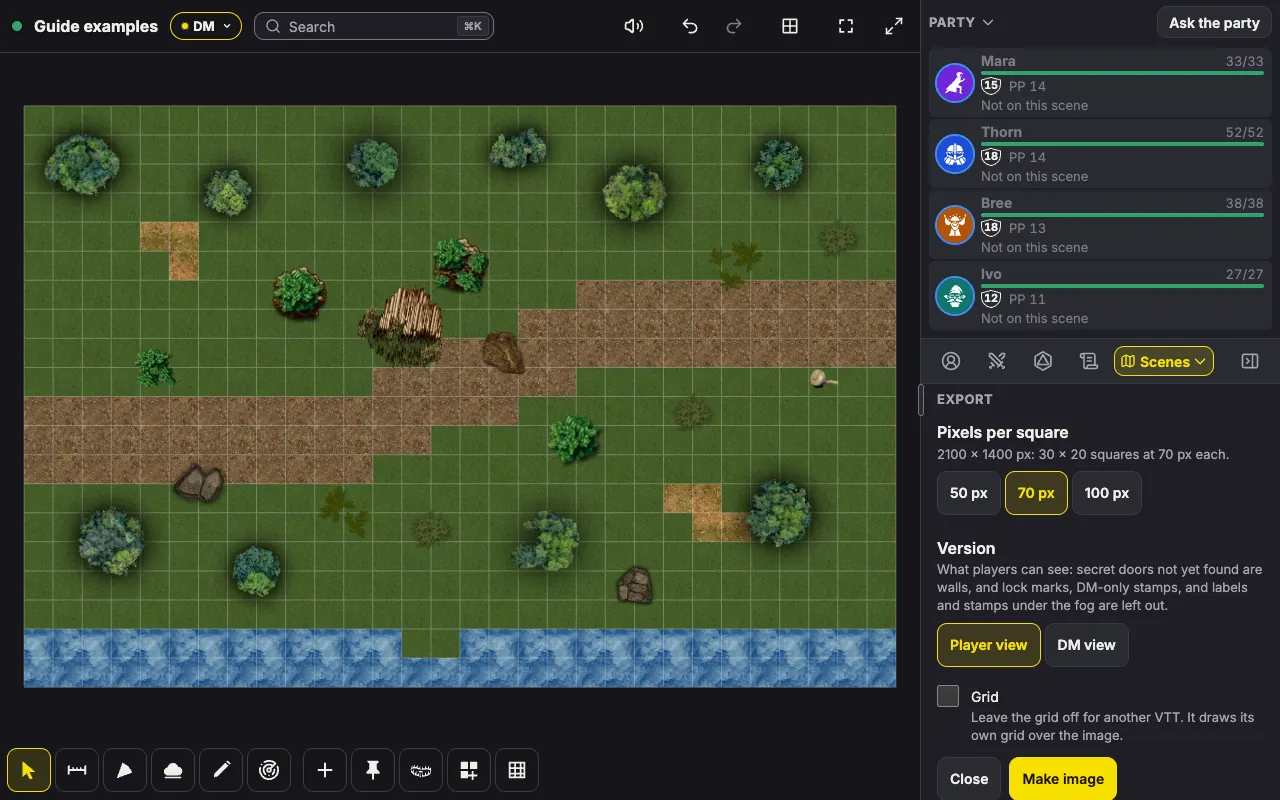 Guide examples
DM
Search
⌘K
PARTY
Ask the party
Mara
33/33
15
PP 14
Not on this scene
Thorn
52/52
18
PP 14
Not on this scene
Bree
38/38
18
PP 13
Not on this scene
Ivo
27/27
12
PP 11
Not on this scene
Scenes
EXPORT
Pixels per square
2100 × 1400 px: 30 × 20 squares at 70 px each.
50 px
70 px
100 px
Version
What players can see: secret doors not yet found are
walls, and lock marks, DM-only stamps, and labels
and stamps under the fog are left out.
Player view
DM view
Grid
Leave the grid off for another VTT. It draws its
own grid over the image.
Close
Make image